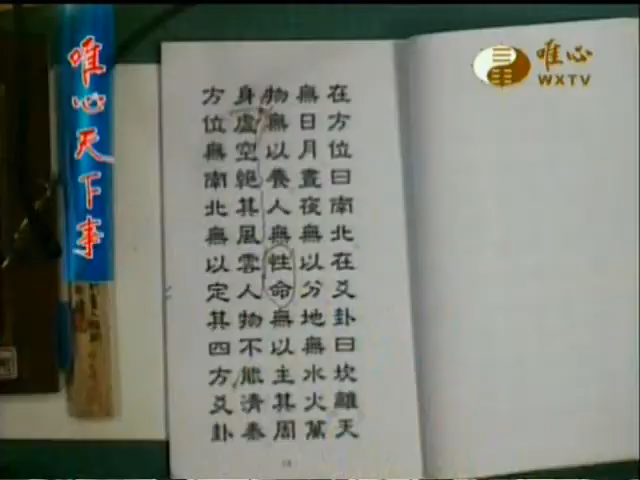 唯心天下事
唯心
WXTV
在方位曰南北在爻卦曰坎離天
無日月晝夜無以分地無水火萬
物無以養人無性命無以主其周
身虛空絕其風雲人物不能清泰
方位無南北無以定其四方爻卦